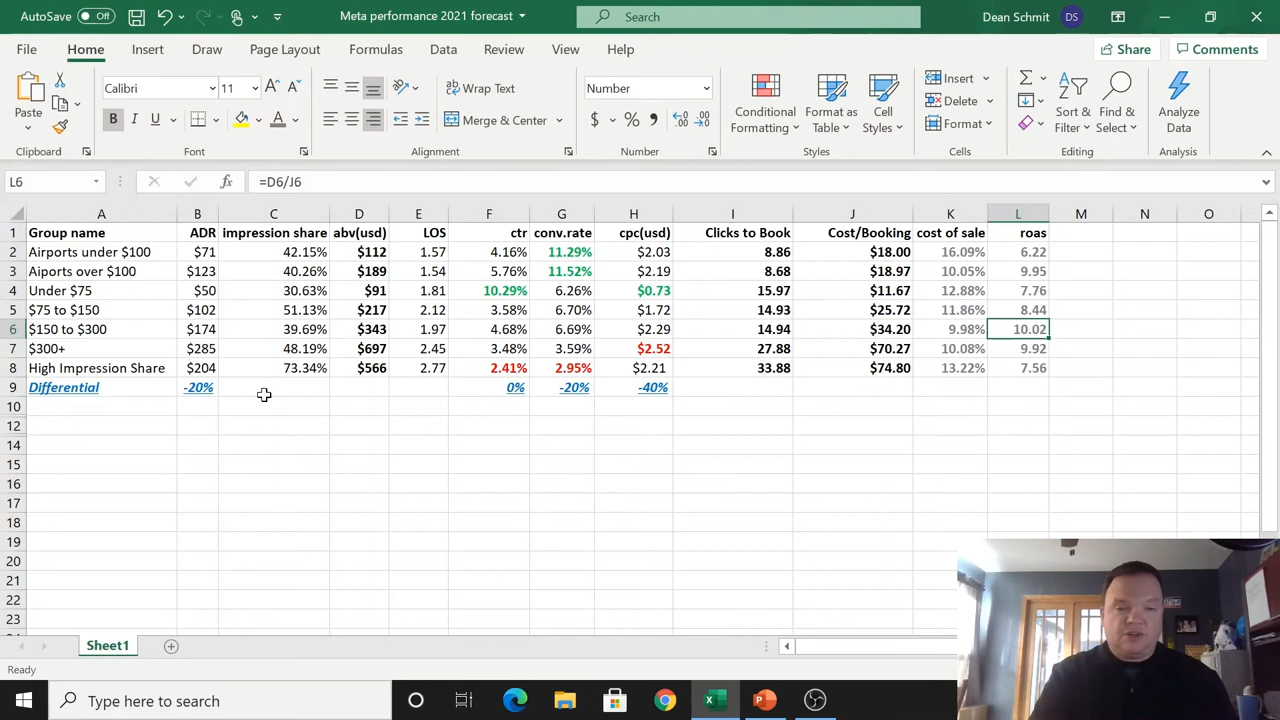 AutoSave Off Meta performance 2021 forecast Search Dean Schmit DS
File Home Insert Draw Page Layout Formulas Data Review View Help Share Comments
Paste Calibri 11 Wrap Text Number Conditional Formatting Format as Table Cell Styles Insert Sort & Filter Find & Select Analyze Data
B I U Merge & Center $ % Delete
Format
Clipboard Font Alignment Number Styles Cells Editing Analysis
L6 fx =D6/J6
A B C D E F G H I J K L M N O
1 Group name ADR impression share abv(usd) LOS ctr conv.rate cpc(usd) Clicks to Book Cost/Booking cost of sale roas
2 Airports under $100 $71 42.15% $112 1.57 4.16% 11.29% $2.03 8.86 $18.00 16.09% 6.22
3 Aiports over $100 $123 40.26% $189 1.54 5.76% 11.52% $2.19 8.68 $18.97 10.05% 9.95
4 Under $75 $50 30.63% $91 1.81 10.29% 6.26% $0.73 15.97 $11.67 12.88% 7.76
5 $75 to $150 $102 51.13% $217 2.12 3.58% 6.70% $1.72 14.93 $25.72 11.86% 8.44
6 $150 to $300 $174 39.69% $343 1.97 4.68% 6.69% $2.29 14.94 $34.20 9.98% 10.02
7 $300+ $285 48.19% $697 2.45 3.48% 3.59% $2.52 27.88 $70.27 10.08% 9.92
8 High Impression Share $204 73.34% $566 2.77 2.41% 2.95% $2.21 33.88 $74.80 13.22% 7.56
9 Differential -20% 0% -20% -40%
10
12
14
15
16
17
18
19
20
21
22
23
Sheet1
Ready
Type here to search